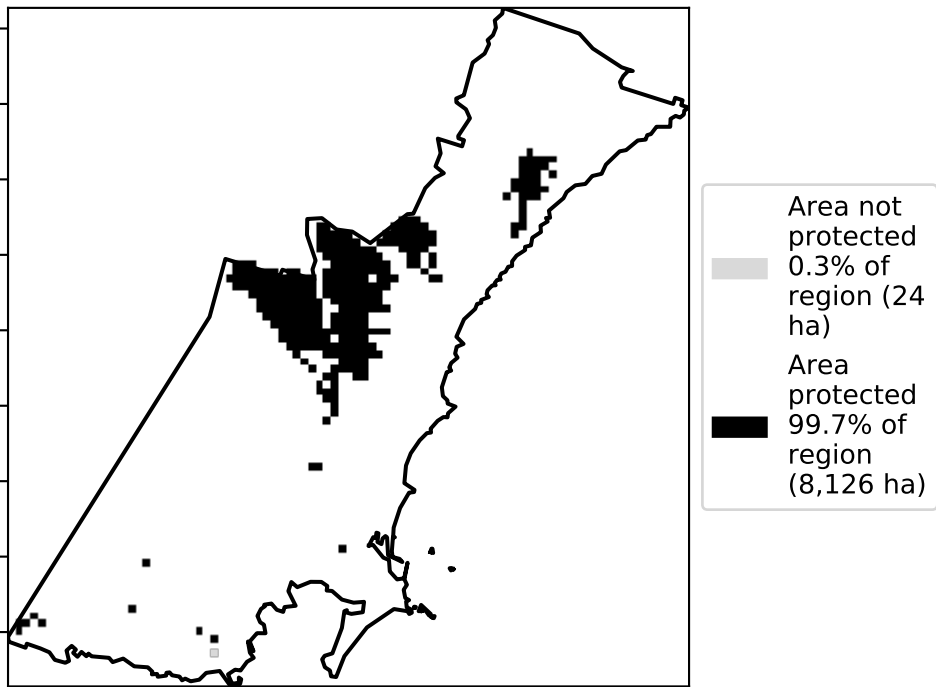 Area not
protected
0.3% of
region (24
ha)
Area
protected
99.7% of
region
(8,126 ha)